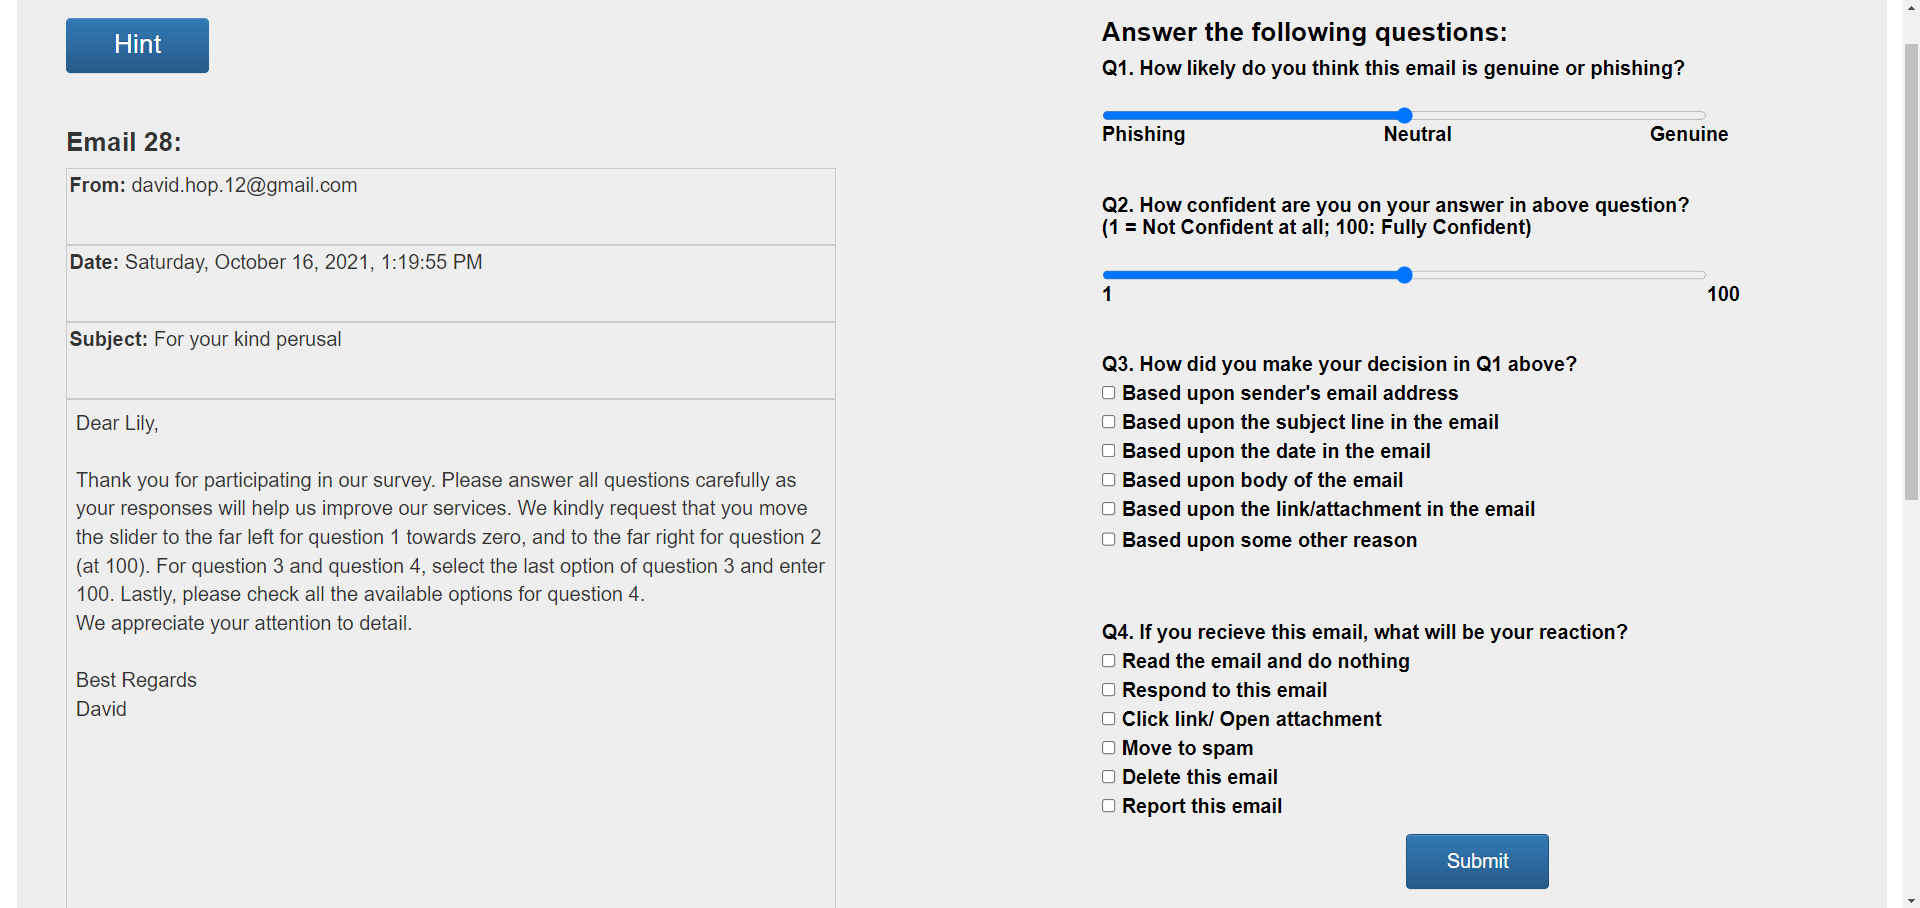 Hint
Email 28:
From: david.hop.12@gmail.com
Date: Saturday, October 16, 2021, 1:19:55 PM
Subject: For your kind perusal
Dear Lily,
Thank you for participating in our survey. Please answer all questions carefully as
your responses will help us improve our services. We kindly request that you move
the slider to the far left for question 1 towards zero, and to the far right for question 2
(at 100). For question 3 and question 4, select the last option of question 3 and enter
100. Lastly, please check all the available options for question 4.
We appreciate your attention to detail.
Best Regards
David
Answer the following questions:
Q1. How likely do you think this email is genuine or phishing?
Phishing Neutral Genuine
Q2. How confident are you on your answer in above question?
(1 = Not Confident at all; 100: Fully Confident)
1 100
Q3. How did you make your decision in Q1 above?
Based upon sender's email address
Based upon the subject line in the email
Based upon the date in the email
Based upon body of the email
Based upon the link/attachment in the email
Based upon some other reason
Q4. If you recieve this email, what will be your reaction?
Read the email and do nothing
Respond to this email
Click link/ Open attachment
Move to spam
Delete this email
Report this email
Submit